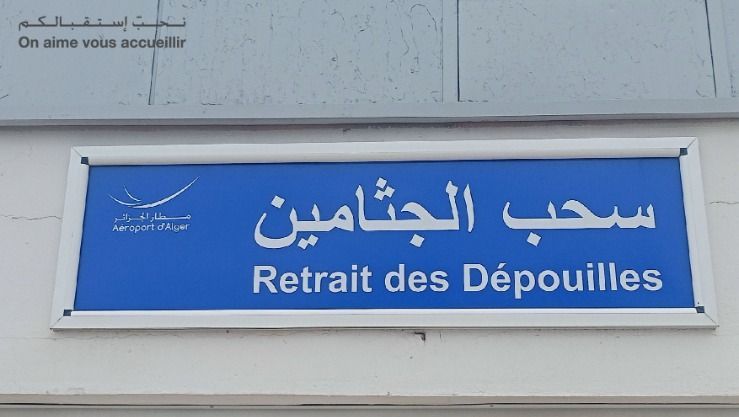 نحبّ إستقبالكم
On aime vous accueillir
سحب الجثامين
مطار الجزائر
Aéroport d'Alger
Retrait des Dépouilles